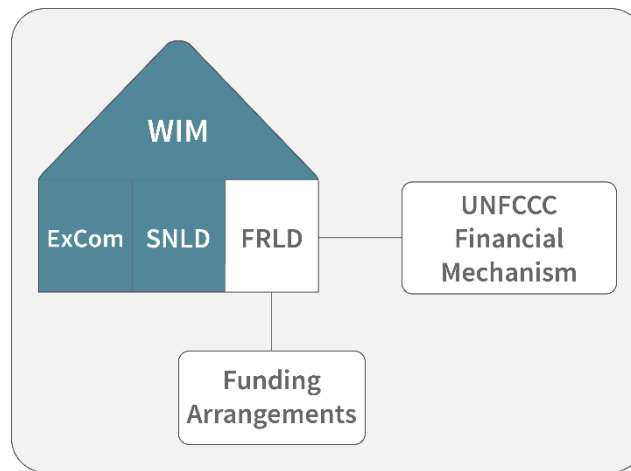 WIM
ExCom
SNLD
FRLD
UNFCCC
Financial
Mechanism
Funding
Arrangements